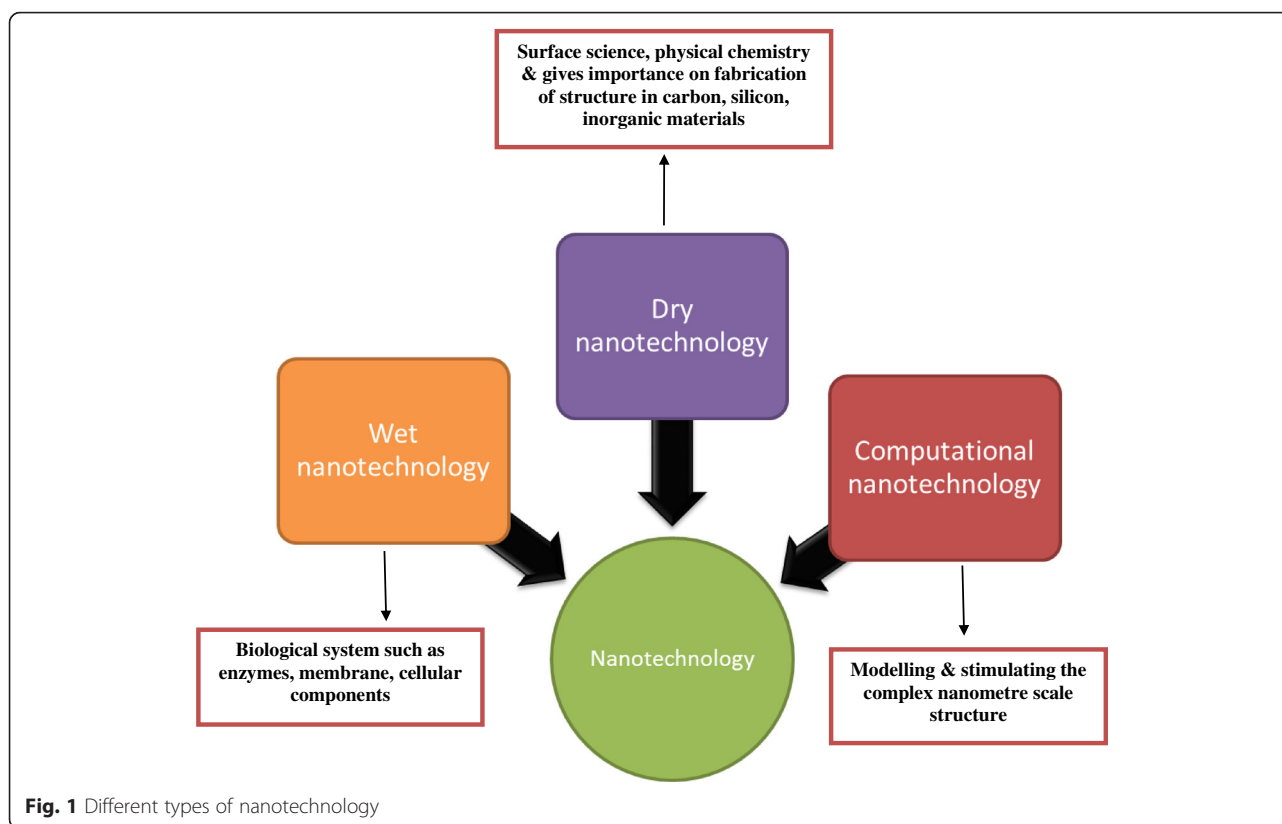 Surface science, physical chemistry
& gives importance on fabrication
of structure in carbon, silicon,
inorganic materials
Dry
nanotechnology
Wet
nanotechnology
Computational
nanotechnology
Nanotechnology
Biological system such as
enzymes, membrane, cellular
components
Modelling & stimulating the
complex nanometre scale
structure
Fig. 1 Different types of nanotechnology